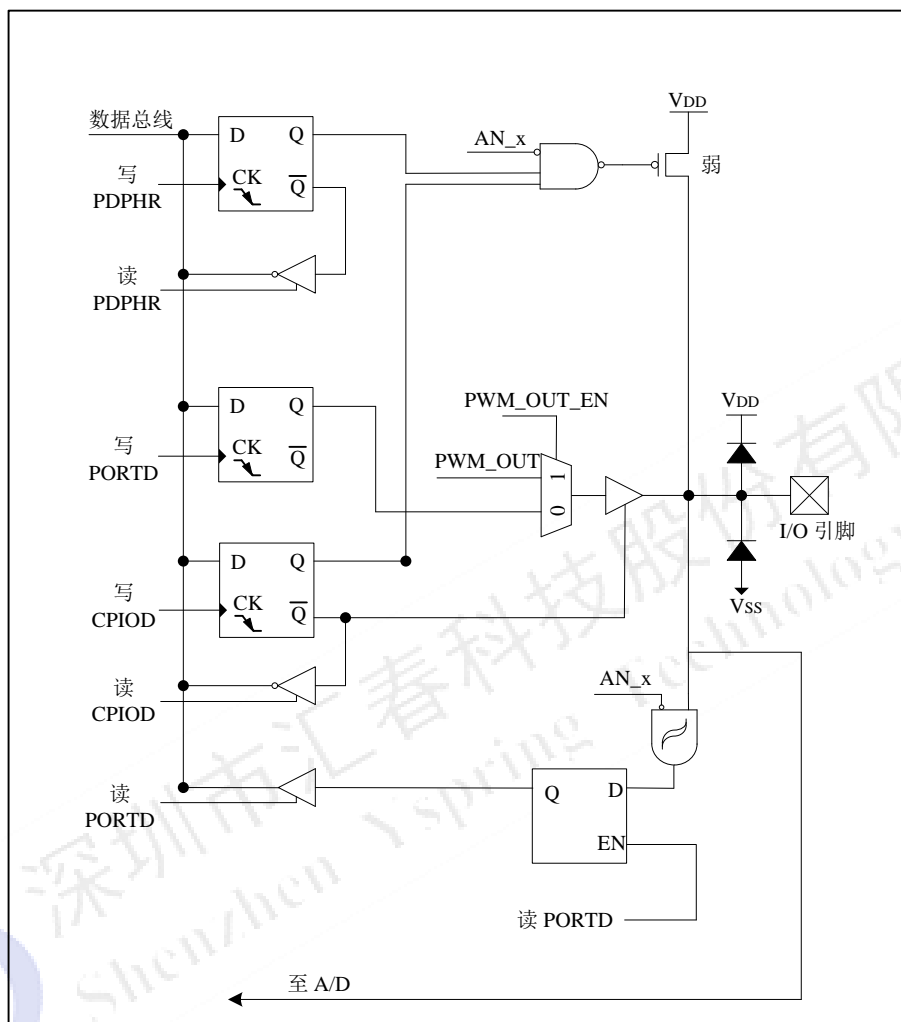 数据总线
D
Q
CK
Q
写
PDPHR
读
PDPHR
AN_x
VDD
弱
D
Q
CK
Q
写
PORTD
PWM_OUT_EN
PWM_OUT
1
0
VDD
I/O 引脚
VSS
D
Q
CK
Q
写
CPIOD
读
CPIOD
AN_x
读
PORTD
Q
D
EN
读 PORTD
至 A/D
深圳市汇春科技股份有限
Shenzhen Yspring Technology